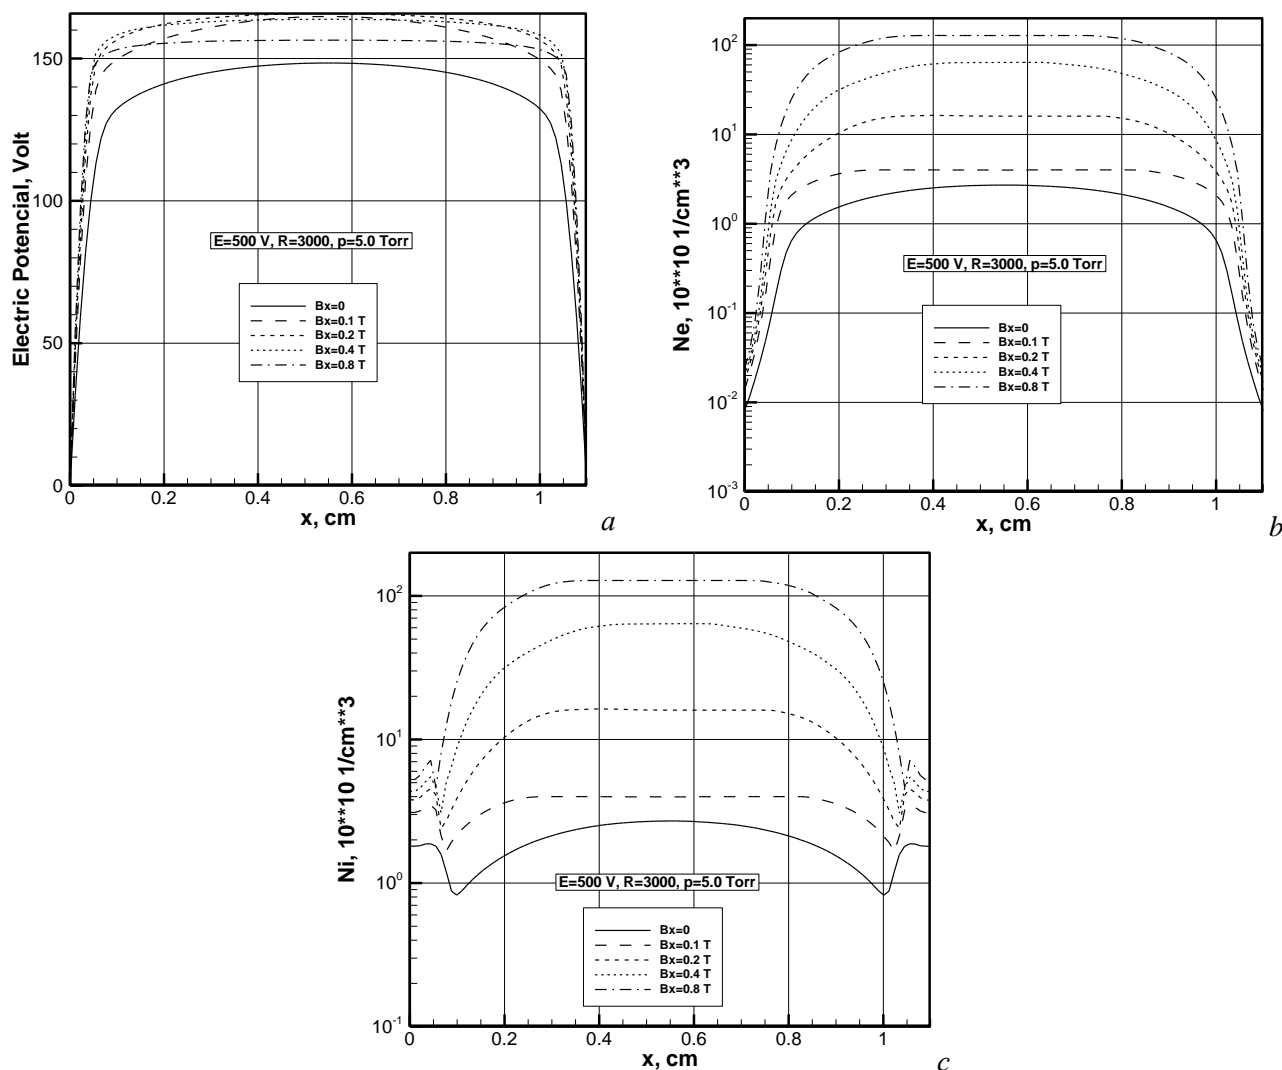 150
100
50
0
0
0.2
0.4
0.6
0.8
1
x, cm
Electric Potencial, Volt
E=500 V, R=3000, p=5.0 Torr
Bx=0
Bx=0.1 T
Bx=0.2 T
Bx=0.4 T
Bx=0.8 T
a
10^2
10^1
10^0
10^-1
10^-2
10^-3
0
0.2
0.4
0.6
0.8
1
x, cm
Ne, 10**10 1/cm**3
E=500 V, R=3000, p=5.0 Torr
Bx=0
Bx=0.1 T
Bx=0.2 T
Bx=0.4 T
Bx=0.8 T
b
10^2
10^1
10^0
10^-1
0
0.2
0.4
0.6
0.8
1
x, cm
Ni, 10**10 1/cm**3
E=500 V, R=3000, p=5.0 Torr
Bx=0
Bx=0.1 T
Bx=0.2 T
Bx=0.4 T
Bx=0.8 T
c